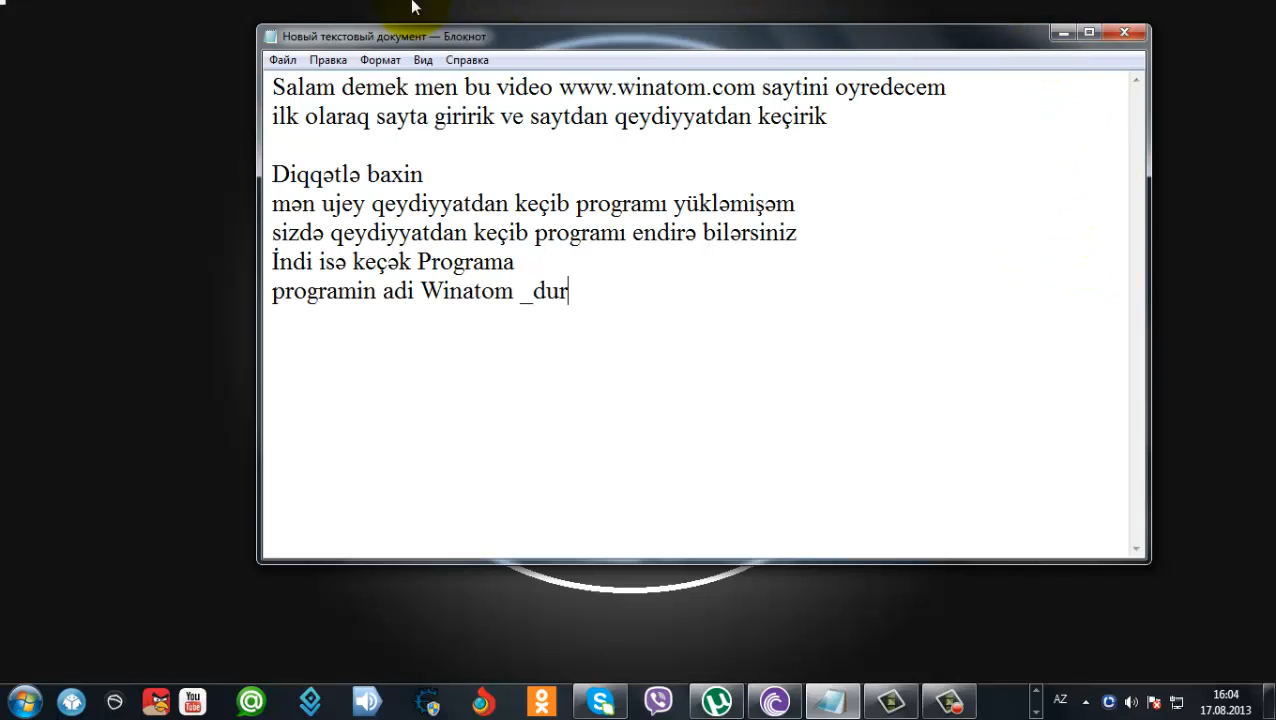 Новый текстовый документ — Блокнот
Файл Правка Формат Вид Справка
Salam demek men bu video www.winatom.com saytini oyredecem
ilk olaraq sayta giririk ve saytdan qeydiyyatdan keçirik
Diqqətlə baxin
mən ujey qeydiyyatdan keçib programı yükləmişəm
sizdə qeydiyyatdan keçib programı endirə bilərsiniz
İndi isə keçək Programa
programin adi Winatom _dur
You Tube
AZ
16:04
17.08.2013